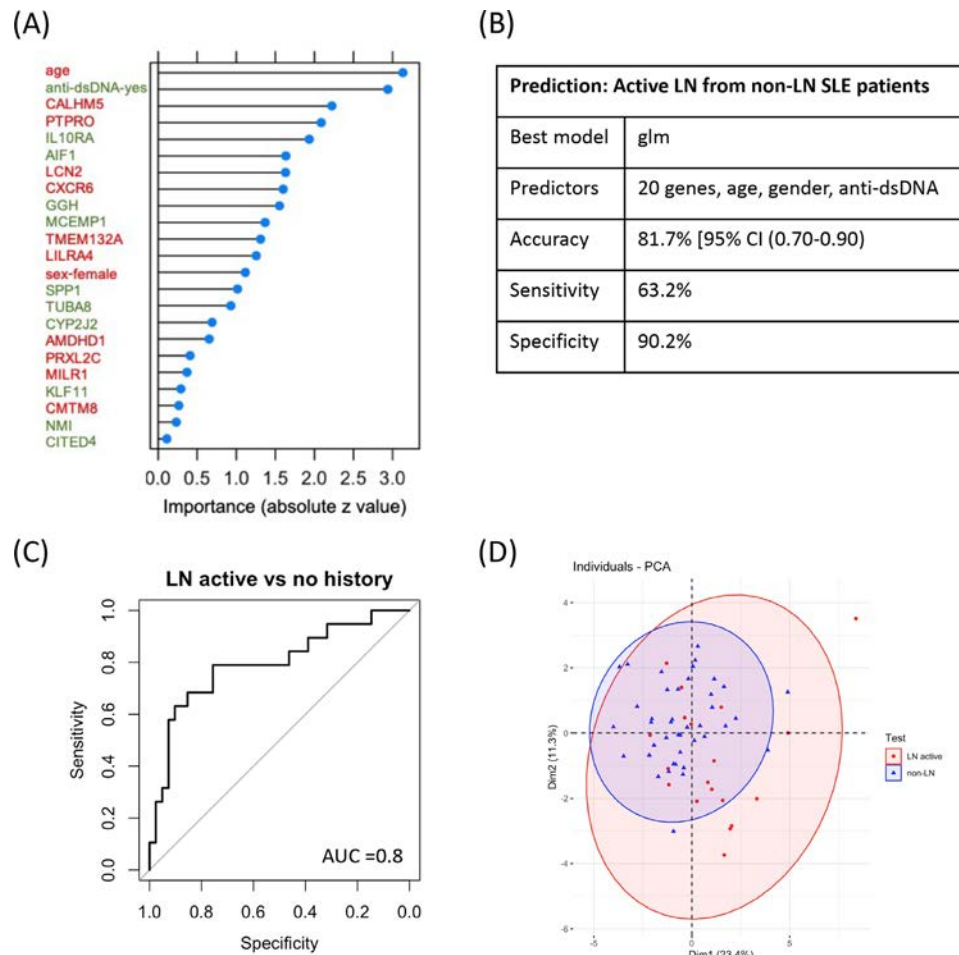 (A)
age
anti-dsDNA-yes
CALHM5
PTPRO
IL10RA
AIF1
LCN2
CXCR6
GGH
MCEMP1
TMEM132A
LILRA4
sex-female
SPP1
TUBA8
CYP2J2
AMDHD1
PRXL2C
MILR1
KLF11
CMTM8
NMI
CITED4
0.0 0.5 1.0 1.5 2.0 2.5 3.0
Importance (absolute z value)
(B)
Prediction: Active LN from non-LN SLE patients
Best model glm
Predictors 20 genes, age, gender, anti-dsDNA
Accuracy 81.7% [95% CI (0.70-0.90)
Sensitivity 63.2%
Specificity 90.2%
(C)
LN active vs no history
Sensitivity
1.0
0.8
0.6
0.4
0.2
0.0
AUC =0.8
1.0 0.8 0.6 0.4 0.2 0.0
Specificity
(D)
Individuals - PCA
Dim2 (11.3%)
4
2
0
-2
-4
-6
-5 0 5
Dim1 (23.4%)
Test
LN active
non-LN